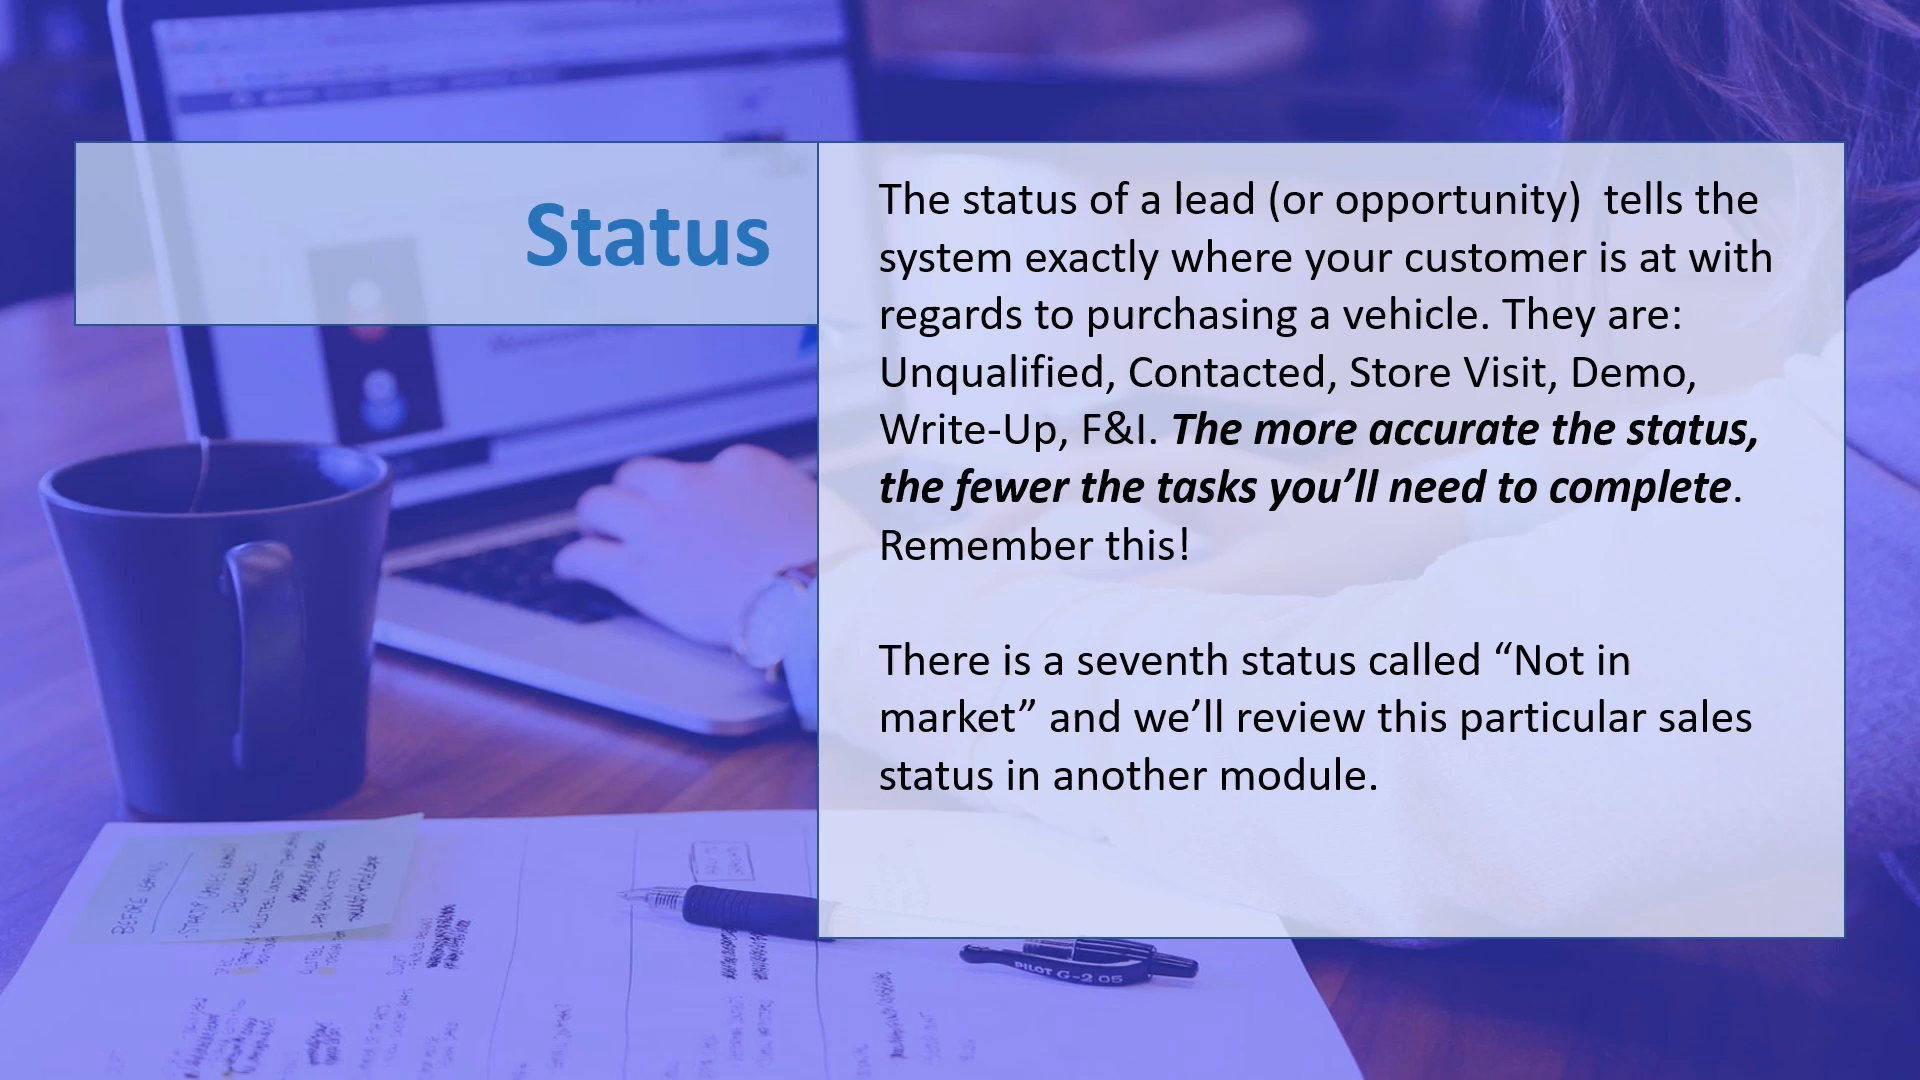 Status
The status of a lead (or opportunity)  tells the
system exactly where your customer is at with
regards to purchasing a vehicle. They are:
Unqualified, Contacted, Store Visit, Demo,
Write-Up, F&I. The more accurate the status,
the fewer the tasks you’ll need to complete.
Remember this!
There is a seventh status called “Not in
market” and we’ll review this particular sales
status in another module.
BEFORE
PILOT G-2 05